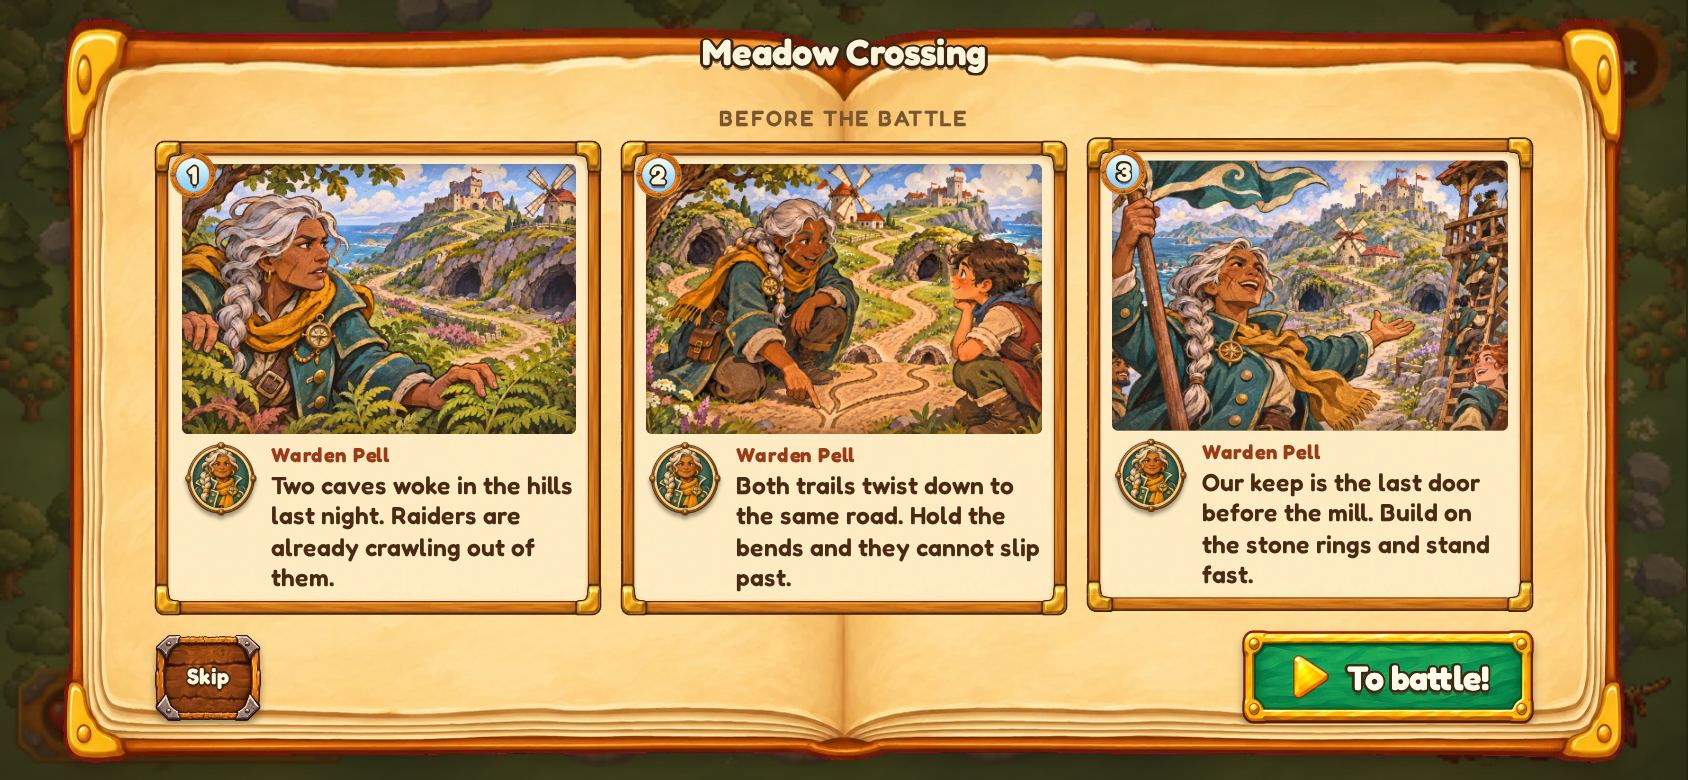 Meadow Crossing
BEFORE THE BATTLE
1
Warden Pell
Two caves woke in the hills
last night. Raiders are
already crawling out of
them.
2
Warden Pell
Both trails twist down to
the same road. Hold the
bends and they cannot slip
past.
3
Warden Pell
Our keep is the last door
before the mill. Build on
the stone rings and stand
fast.
Skip
To battle!